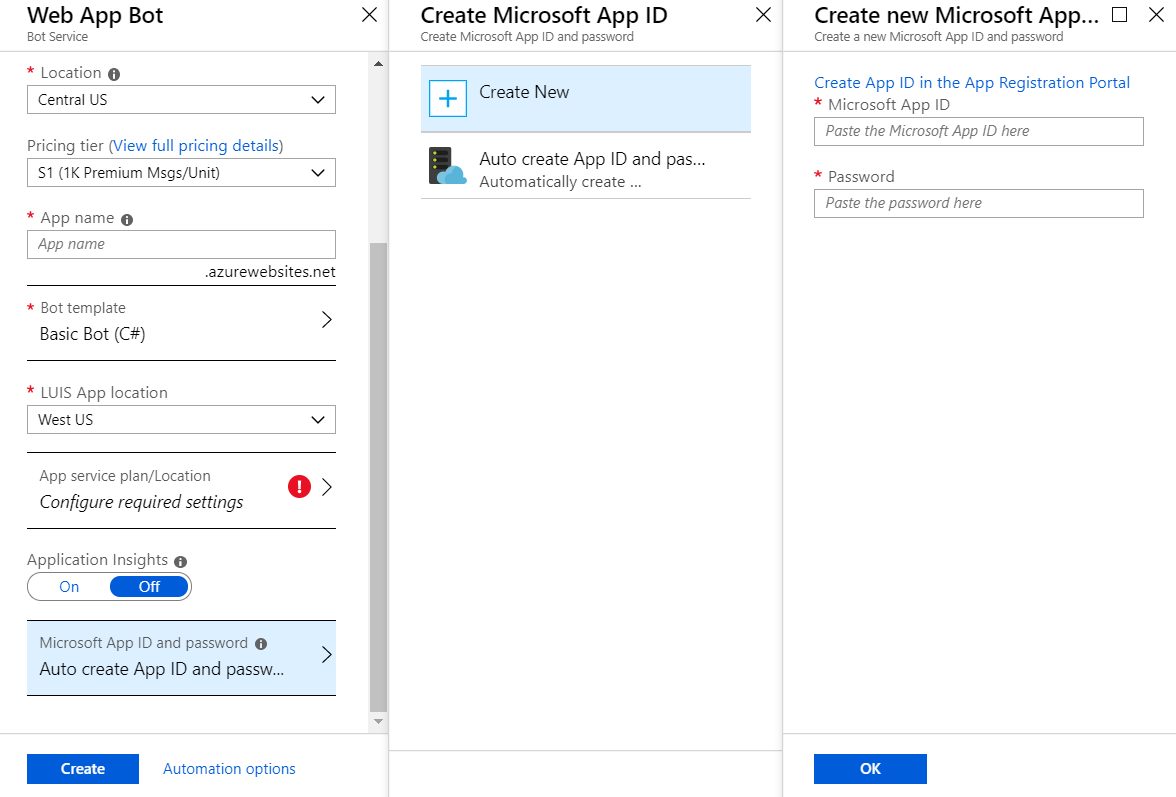 Web App Bot
Bot Service
* Location
Central US
Pricing tier (View full pricing details)
S1 (1K Premium Msgs/Unit)
* App name
App name
.azurewebsites.net
* Bot template
Basic Bot (C#)
* LUIS App location
West US
App service plan/Location
Configure required settings
Application Insights
On Off
Microsoft App ID and password
Auto create App ID and passw...
Create Automation options
Create Microsoft App ID
Create Microsoft App ID and password
Create New
Auto create App ID and pas...
Automatically create ...
Create new Microsoft App...
Create a new Microsoft App ID and password
Create App ID in the App Registration Portal
* Microsoft App ID
Paste the Microsoft App ID here
* Password
Paste the password here
OK